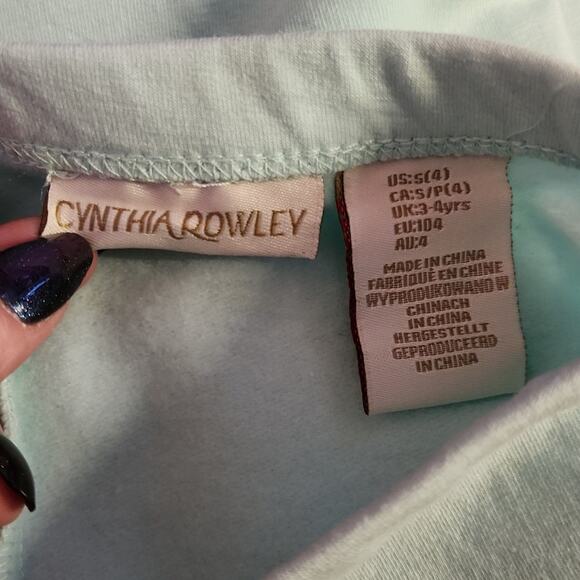 CYNTHIA ROWLEY
US:S(4)
CA:S/P(4)
UK:3-4yrs
EU:104
AU:4
MADE IN CHINA
FABRIQUÉ EN CHINE
WYPRODUKOWANO W
CHINACH
IN CHINA
HERGESTELLT
GEPRODUCEERD
IN CHINA